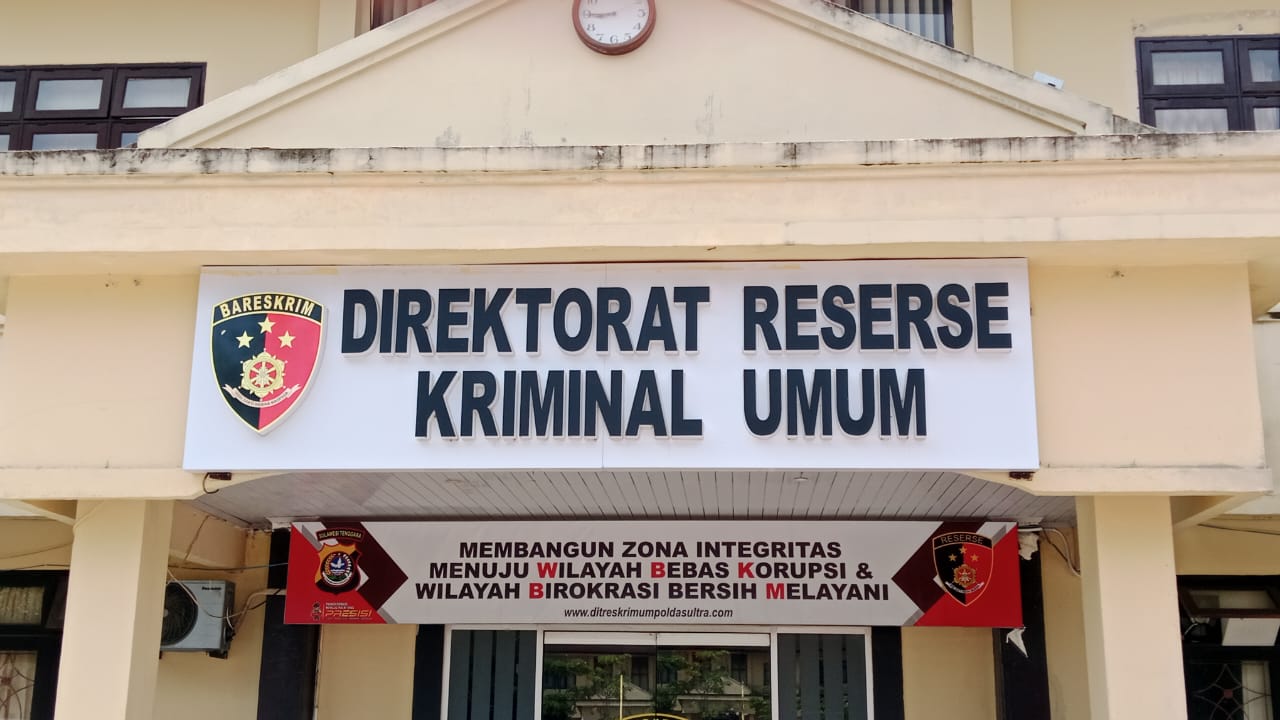 BARESKRIM
DIREKTORAT RESERSE
KRIMINAL UMUM
SULAWESI TENGGARA
RESERSE
MEMBANGUN ZONA INTEGRITAS
MENUJU WILAYAH BEBAS KORUPSI &
WILAYAH BIROKRASI BERSIH MELAYANI
www.ditreskrimumpoldasultra.com
PRESISI